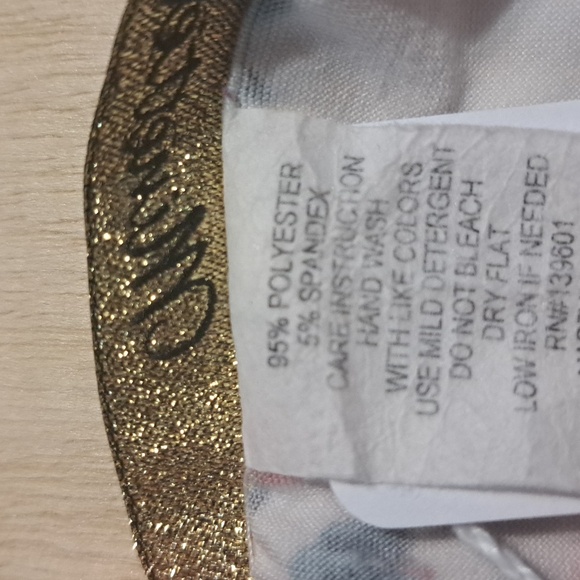 95% POLYESTER
5% SPANDEX
CARE INSTRUCTION
HAND WASH
WITH LIKE COLORS
USE MILD DETERGENT
DO NOT BLEACH
DRY FLAT
LOW IRON IF NEFDED
RN#139601